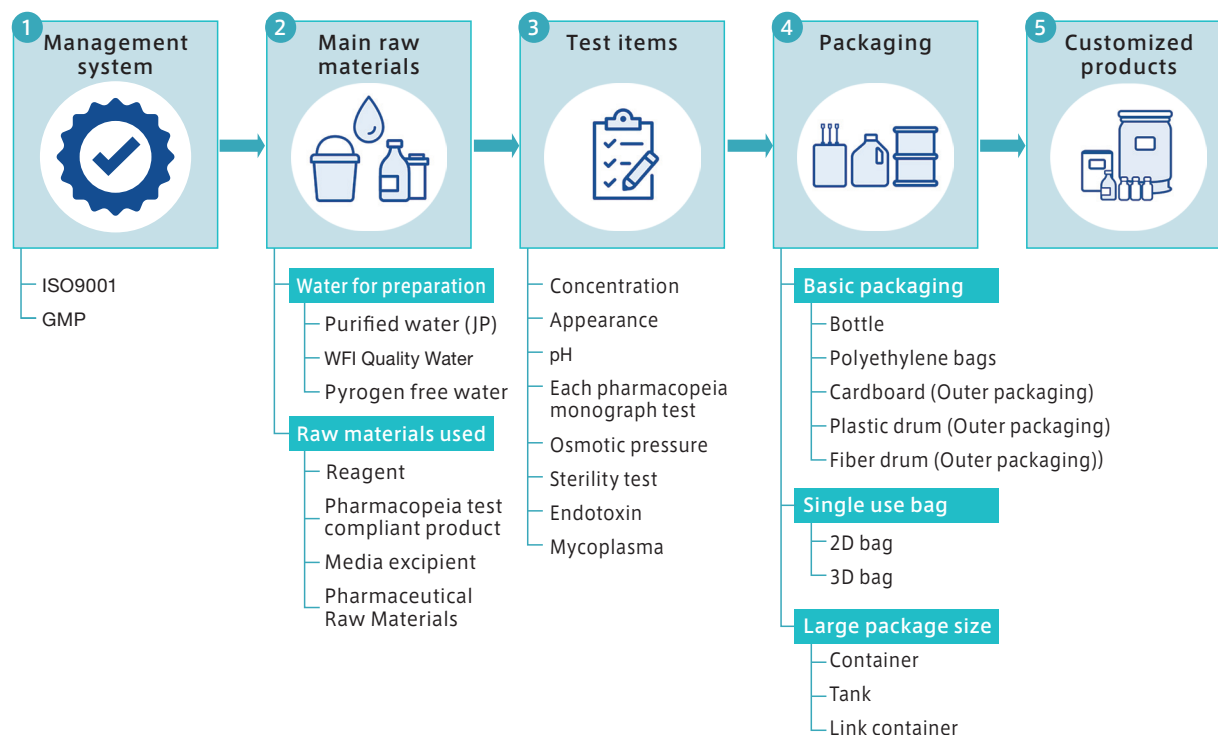 1
Management
system
ISO9001
GMP
2
Main raw
materials
Water for preparation
Purified water (JP)
WFI Quality Water
Pyrogen free water
Raw materials used
Reagent
Pharmacopeia test
compliant product
Media excipient
Pharmaceutical
Raw Materials
3
Test items
Concentration
Appearance
pH
Each pharmacopeia
monograph test
Osmotic pressure
Sterility test
Endotoxin
Mycoplasma
4
Packaging
Basic packaging
Bottle
Polyethylene bags
Cardboard (Outer packaging)
Plastic drum (Outer packaging)
Fiber drum (Outer packaging))
Single use bag
2D bag
3D bag
Large package size
Container
Tank
Link container
5
Customized
products